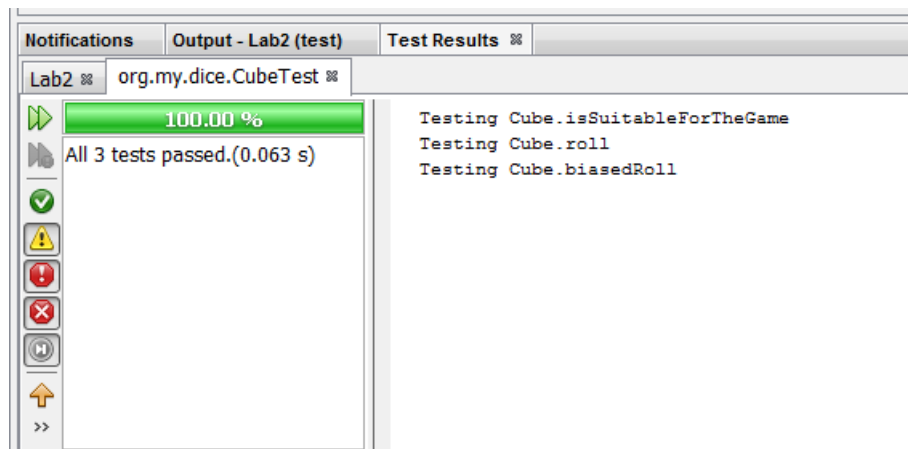 Notifications Output - Lab2 (test) Test Results
Lab2 org.my.dice.CubeTest
100.00 %
All 3 tests passed.(0.063 s)
Testing Cube.isSuitableForTheGame
Testing Cube.roll
Testing Cube.biasedRoll
>>